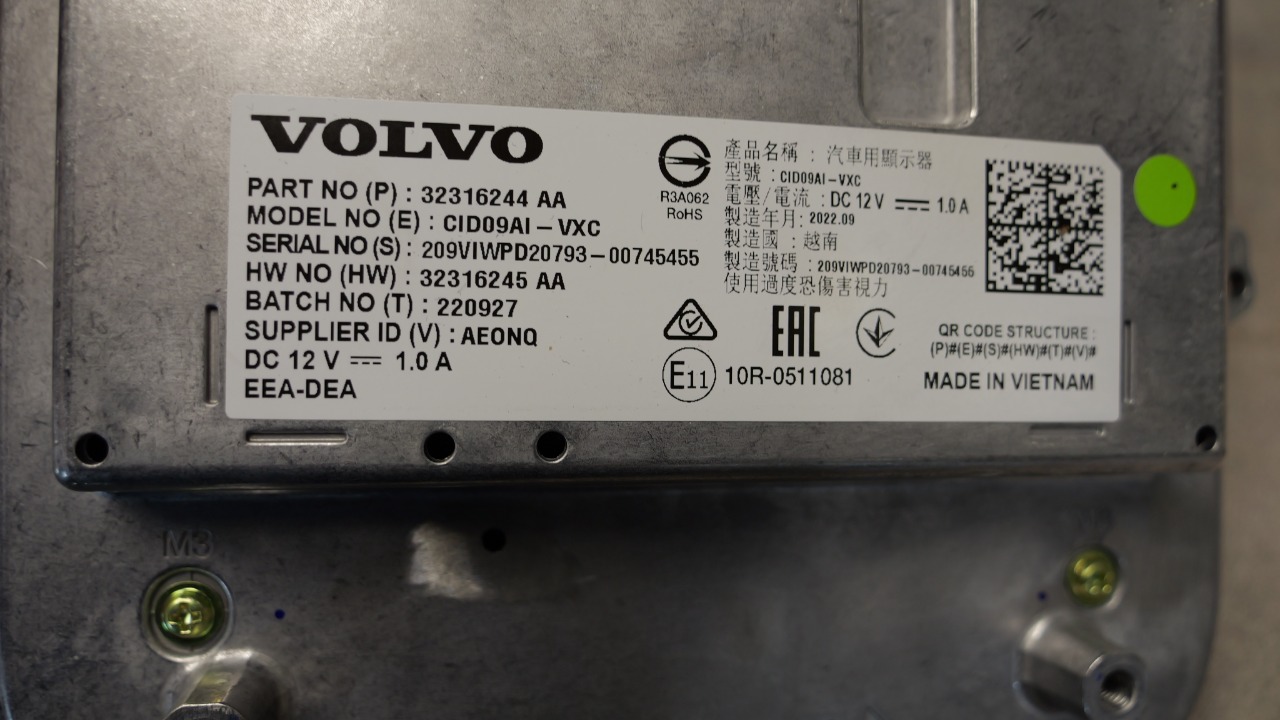 VOLVO
PART NO (P) : 32316244 AA
MODEL NO (E) : CID09AI-VXC
SERIAL NO (S) : 209VIWPD20793-00745455
HW NO (HW) : 32316245 AA
BATCH NO (T) : 220927
SUPPLIER ID (V) : AEONQ
DC 12 V ⎓ 1.0 A
EEA-DEA
R3A062
RoHS
產品名稱 : 汽車用顯示器
型號 : CID09AI-VXC
電壓/電流 : DC 12 V ⎓ 1.0 A
製造年月: 2022.09
製造國 : 越南
製造號碼 : 209VIWPD20793-00745455
使用過度恐傷害視力
EAC
E11 10R-0511081
QR CODE STRUCTURE :
(P)#(E)#(S)#(HW)#(T)#(V)#
MADE IN VIETNAM
M3